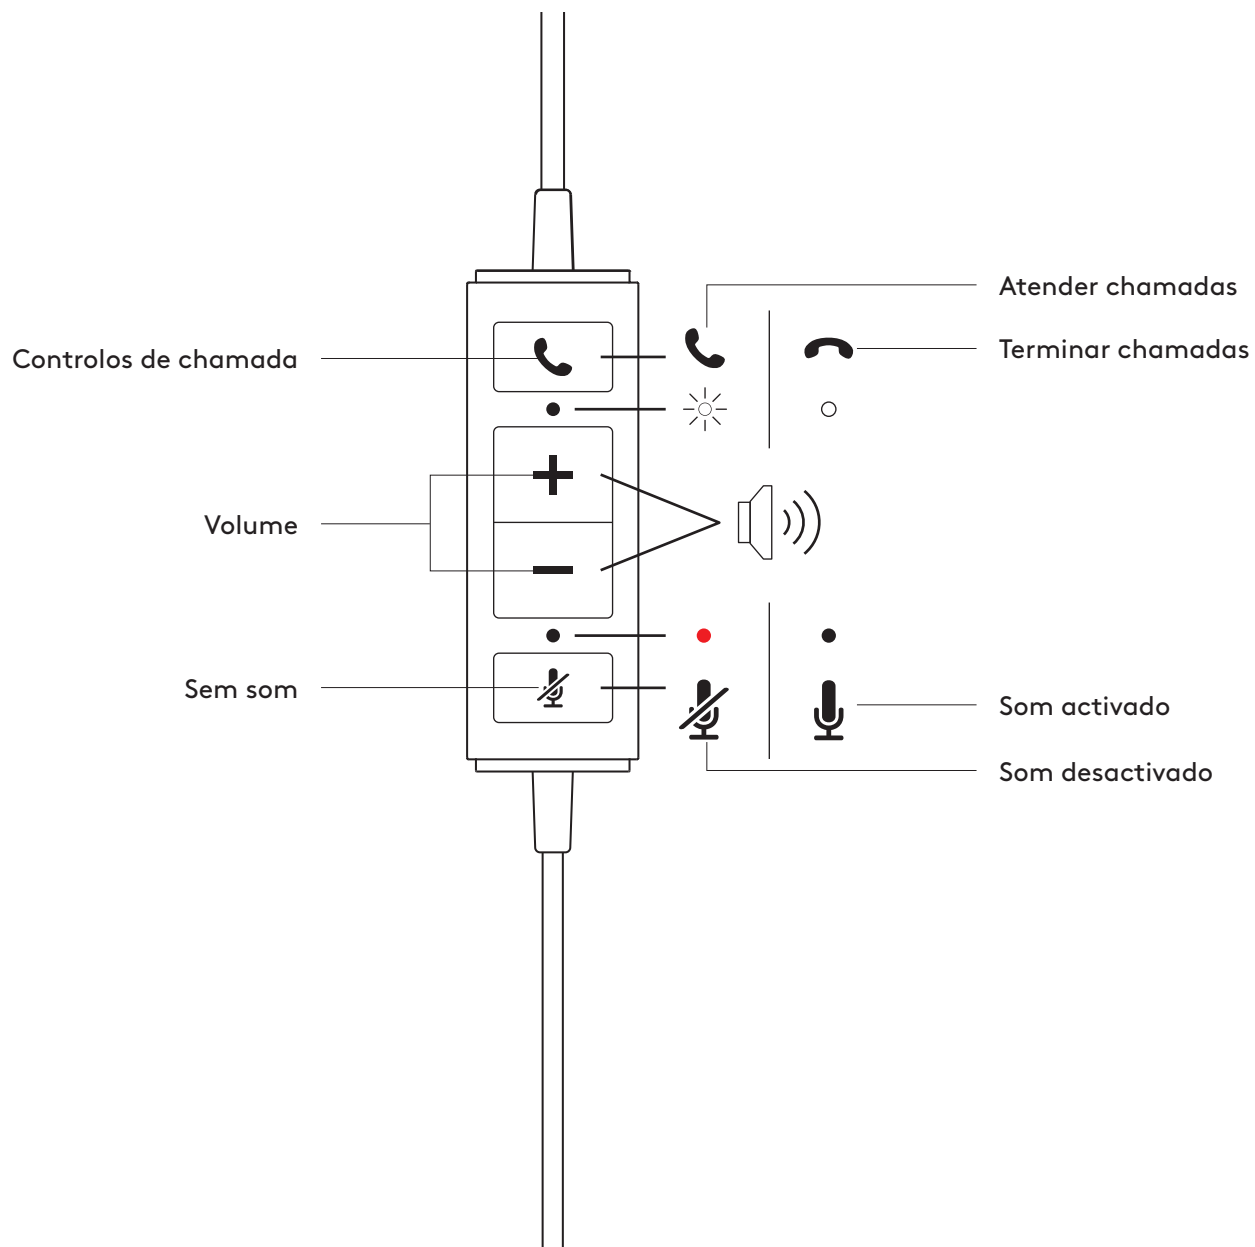 Atender chamadas
Controlos de chamada
Terminar chamadas
Volume
Sem som
Som activado
Som desactivado